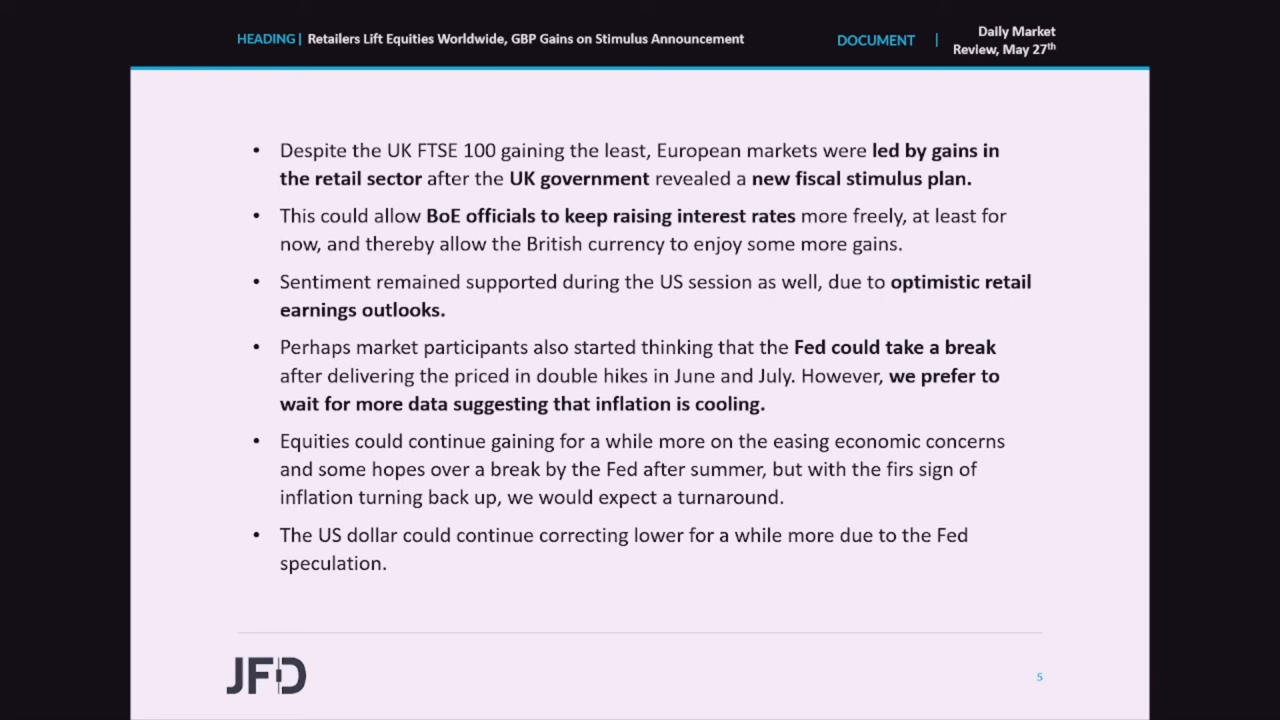 HEADING | Retailers Lift Equities Worldwide, GBP Gains on Stimulus Announcement
DOCUMENT | Daily Market
Review, May 27th
• Despite the UK FTSE 100 gaining the least, European markets were led by gains in
the retail sector after the UK government revealed a new fiscal stimulus plan.
• This could allow BoE officials to keep raising interest rates more freely, at least for
now, and thereby allow the British currency to enjoy some more gains.
• Sentiment remained supported during the US session as well, due to optimistic retail
earnings outlooks.
• Perhaps market participants also started thinking that the Fed could take a break
after delivering the priced in double hikes in June and July. However, we prefer to
wait for more data suggesting that inflation is cooling.
• Equities could continue gaining for a while more on the easing economic concerns
and some hopes over a break by the Fed after summer, but with the firs sign of
inflation turning back up, we would expect a turnaround.
• The US dollar could continue correcting lower for a while more due to the Fed
speculation.
JFD
5